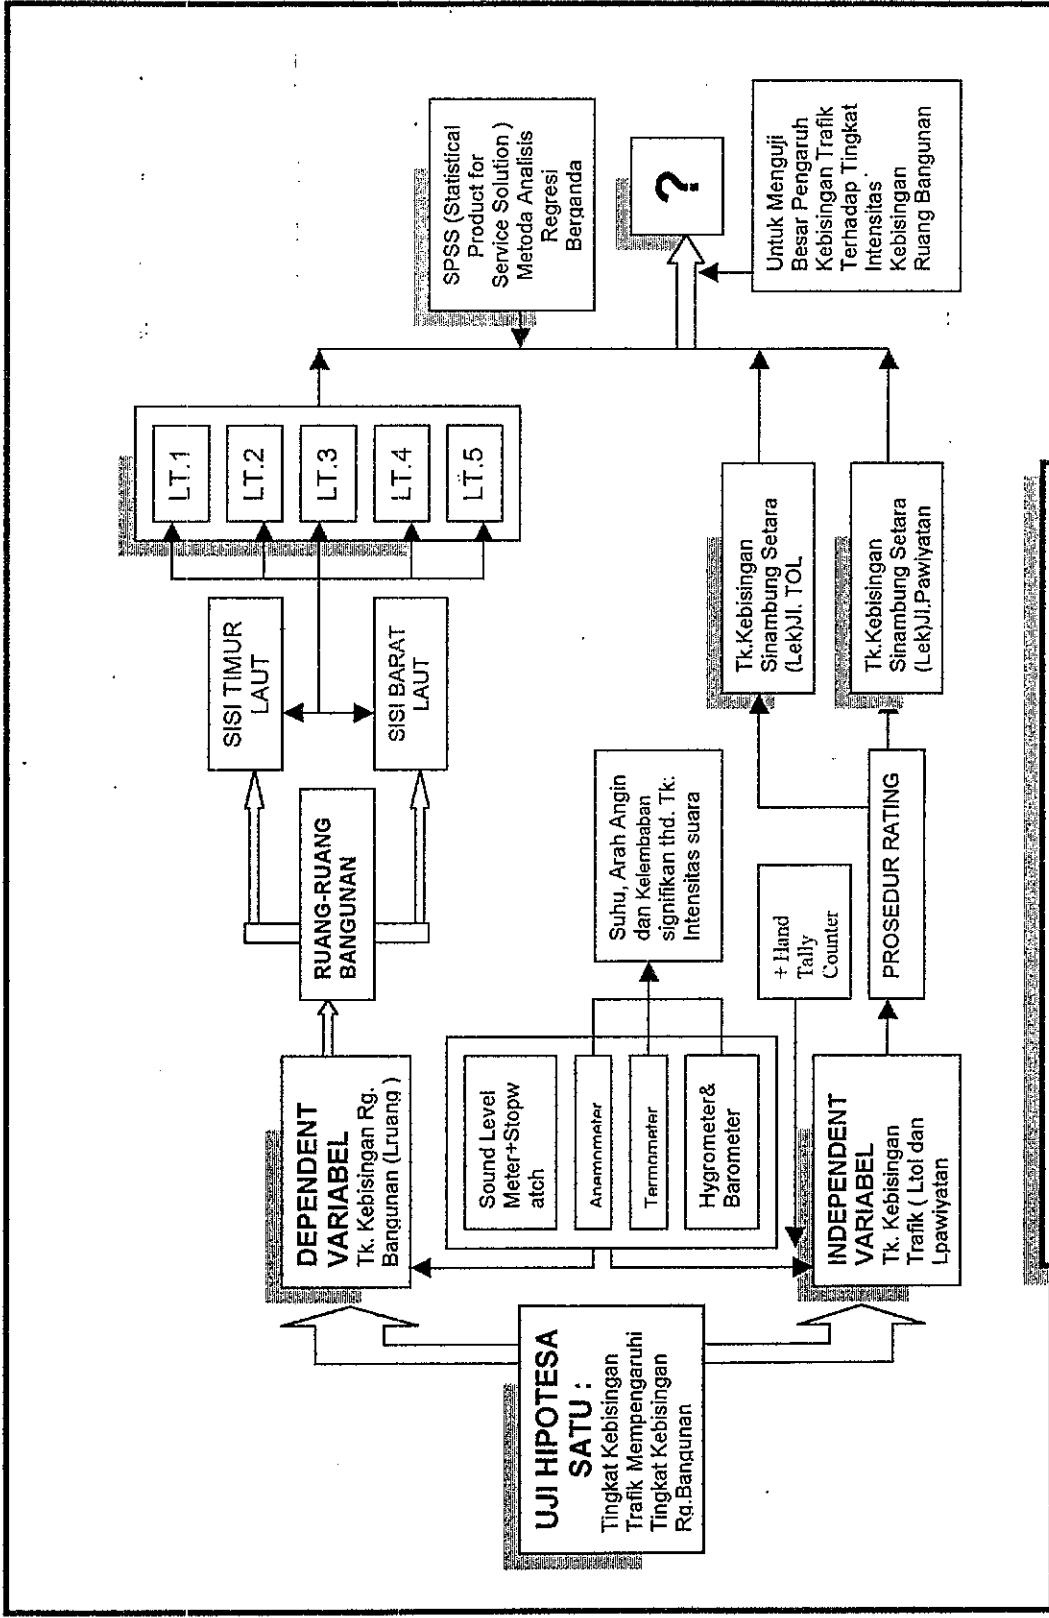 UJI HIPOTESA
SATU :
Tingkat Kebisingan
Trafik Mempengaruhi
Tingkat Kebisingan
Rg.Bangunan
DEPENDENT
VARIABEL
Tk. Kebisingan Rg.
Bangunan (Lruang )
Sound Level
Meter+Stopw
atch
Anemometer
Termometer
Hygrometer&
Barometer
INDEPENDENT
VARIABEL
Tk. Kebisingan
Trafik ( Ltol dan
Lpawiyatan
RUANG-RUANG
BANGUNAN
Suhu, Arah Angin
dan Kelembaban
signifikan thd. Tk:
Intensitas suara
+ Hand
Tally
Counter
PROSEDUR RATING
SISI TIMUR
LAUT
SISI BARAT
LAUT
LT.1
LT.2
LT.3
LT.4
LT.5
Tk.Kebisingan
Sinambung Setara
(Lek)Jl. TOL
Tk.Kebisingan
Sinambung Setara
(Lek)Jl.Pawiyatan
SPSS (Statistical
Product for
Service Solution )
Metoda Analisis
Regresi
Berganda
?
Untuk Menguji
Besar Pengaruh
Kebisingan Trafik
Terhadap Tingkat
Intensitas
Kebisingan
Ruang Bangunan